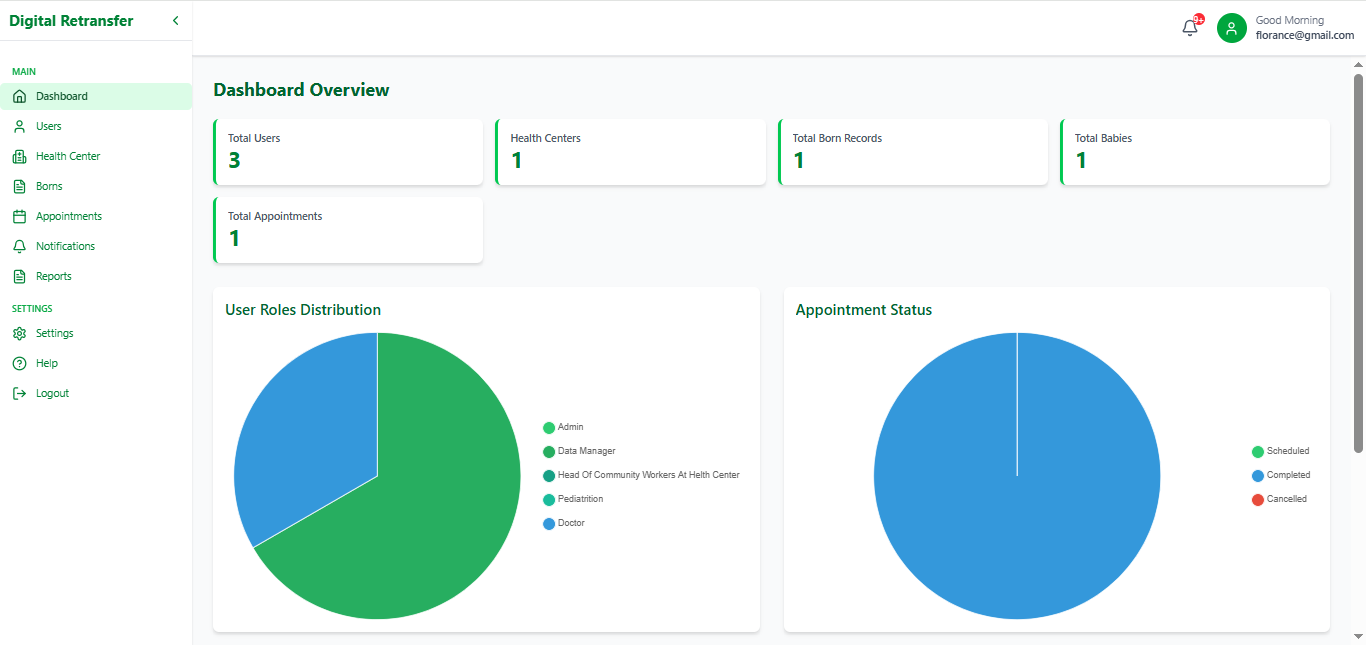 Digital Retransfer
9+
Good Morning
florance@gmail.com
MAIN
Dashboard
Users
Health Center
Borns
Appointments
Notifications
Reports
SETTINGS
Settings
Help
Logout
Dashboard Overview
Total Users
3
Health Centers
1
Total Born Records
1
Total Babies
1
Total Appointments
1
User Roles Distribution
Admin
Data Manager
Head Of Community Workers At Helth Center
Pediatrition
Doctor
Appointment Status
Scheduled
Completed
Cancelled